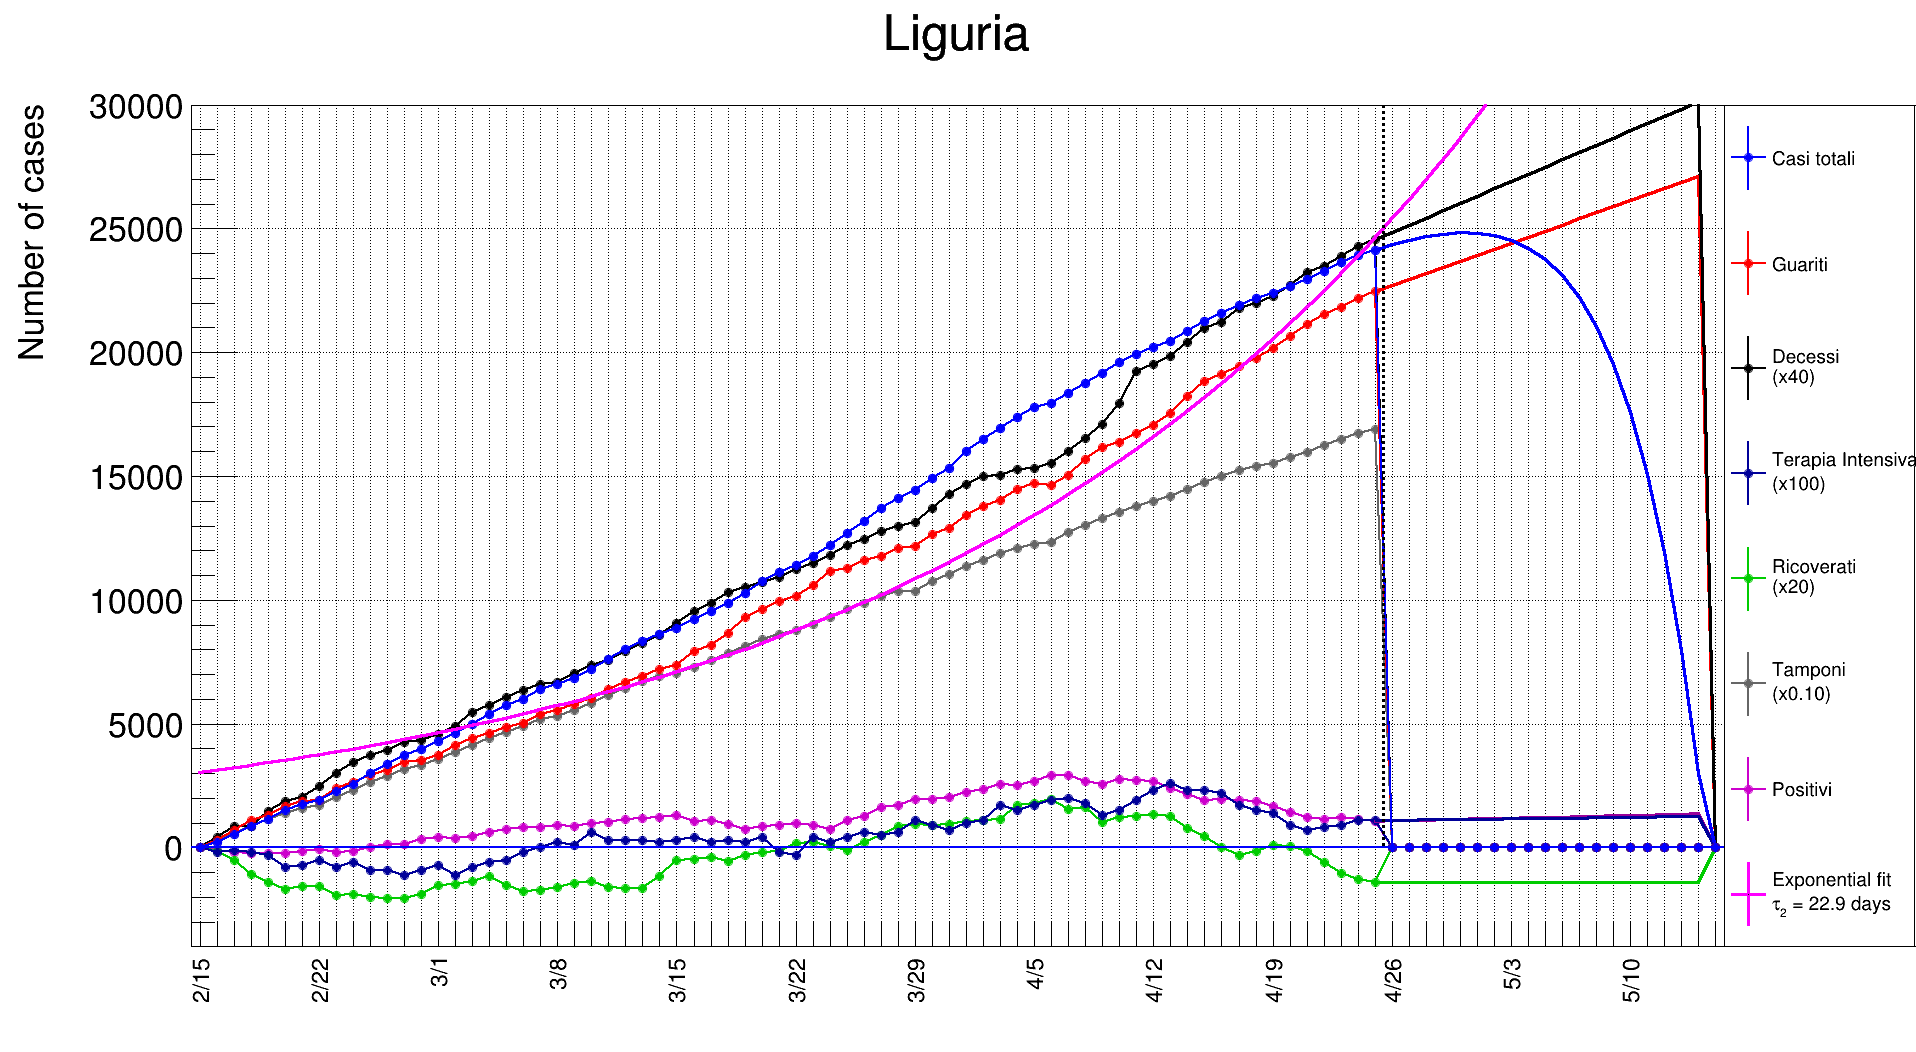 Liguria
Number of cases
30000
25000
20000
15000
10000
5000
0
2/15
2/22
3/1
3/8
3/15
3/22
3/29
4/5
4/12
4/19
4/26
5/3
5/10
Casi totali
Guariti
Decessi
(x40)
Terapia Intensiva
(x100)
Ricoverati
(x20)
Tamponi
(x0.10)
Positivi
Exponential fit
τ2 = 22.9 days